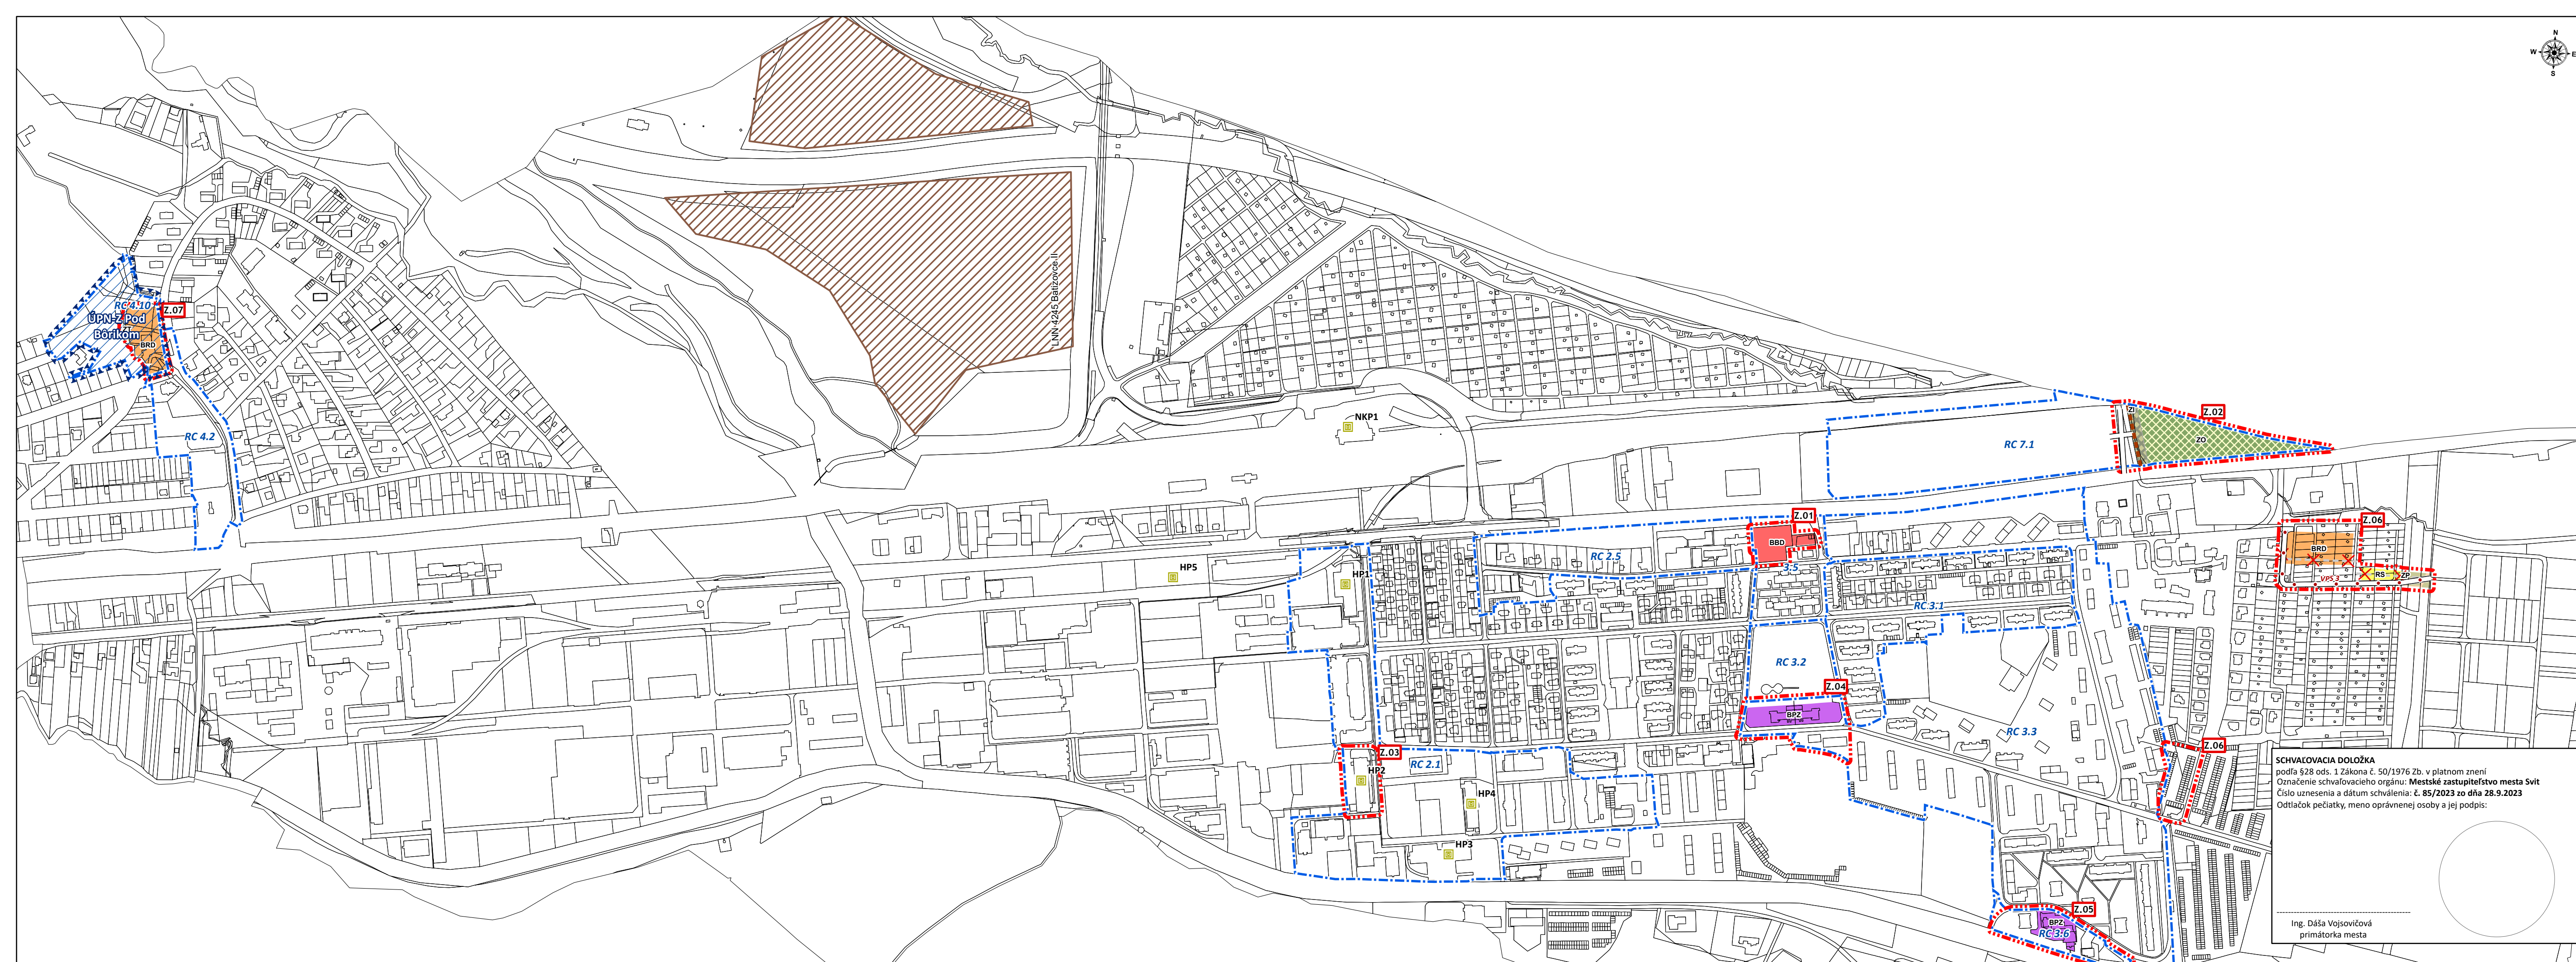 N
W
E
S
LNN 4245 Batizovce.II
RC 4.10
Z.07
ÚPN-Z Pod
Bôrikom
BRD
RC 4.2
NKP1
RC 7.1
ZI
Z.02
ZO
Z.01
BBD
3.5
RC 2.5
HP5
HP1
RC 3.1
Z.06
BRD
VPS 3
RS
ZP
RC 3.2
Z.04
BPZ
RC 3.3
Z.03
HP2
RC 2.1
HP4
HP3
Z.06
Z.05
BPZ
RC 3.6
SCHVAĽOVACIA DOLOŽKA
podľa §28 ods. 1 Zákona č. 50/1976 Zb. v platnom znení
Označenie schvaľovacieho orgánu: Mestské zastupiteľstvo mesta Svit
Číslo uznesenia a dátum schválenia: č. 85/2023 zo dňa 28.9.2023
Odtlačok pečiatky, meno oprávnenej osoby a jej podpis:
Ing. Dáša Vojsovičová
primátorka mesta